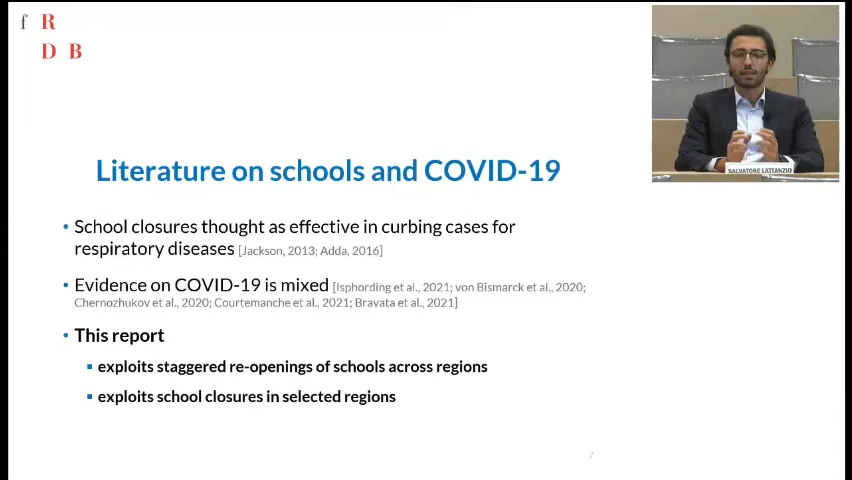 f R
D B
Literature on schools and COVID-19
SALVATORE LATTANZIO
• School closures thought as effective in curbing cases for
respiratory diseases [Jackson, 2013; Adda, 2016]
• Evidence on COVID-19 is mixed [Isphording et al., 2021; von Bismarck et al., 2020;
Chernozhukov et al., 2020; Courtemanche et al., 2021; Bravata et al., 2021]
• This report
▪ exploits staggered re-openings of schools across regions
▪ exploits school closures in selected regions
7